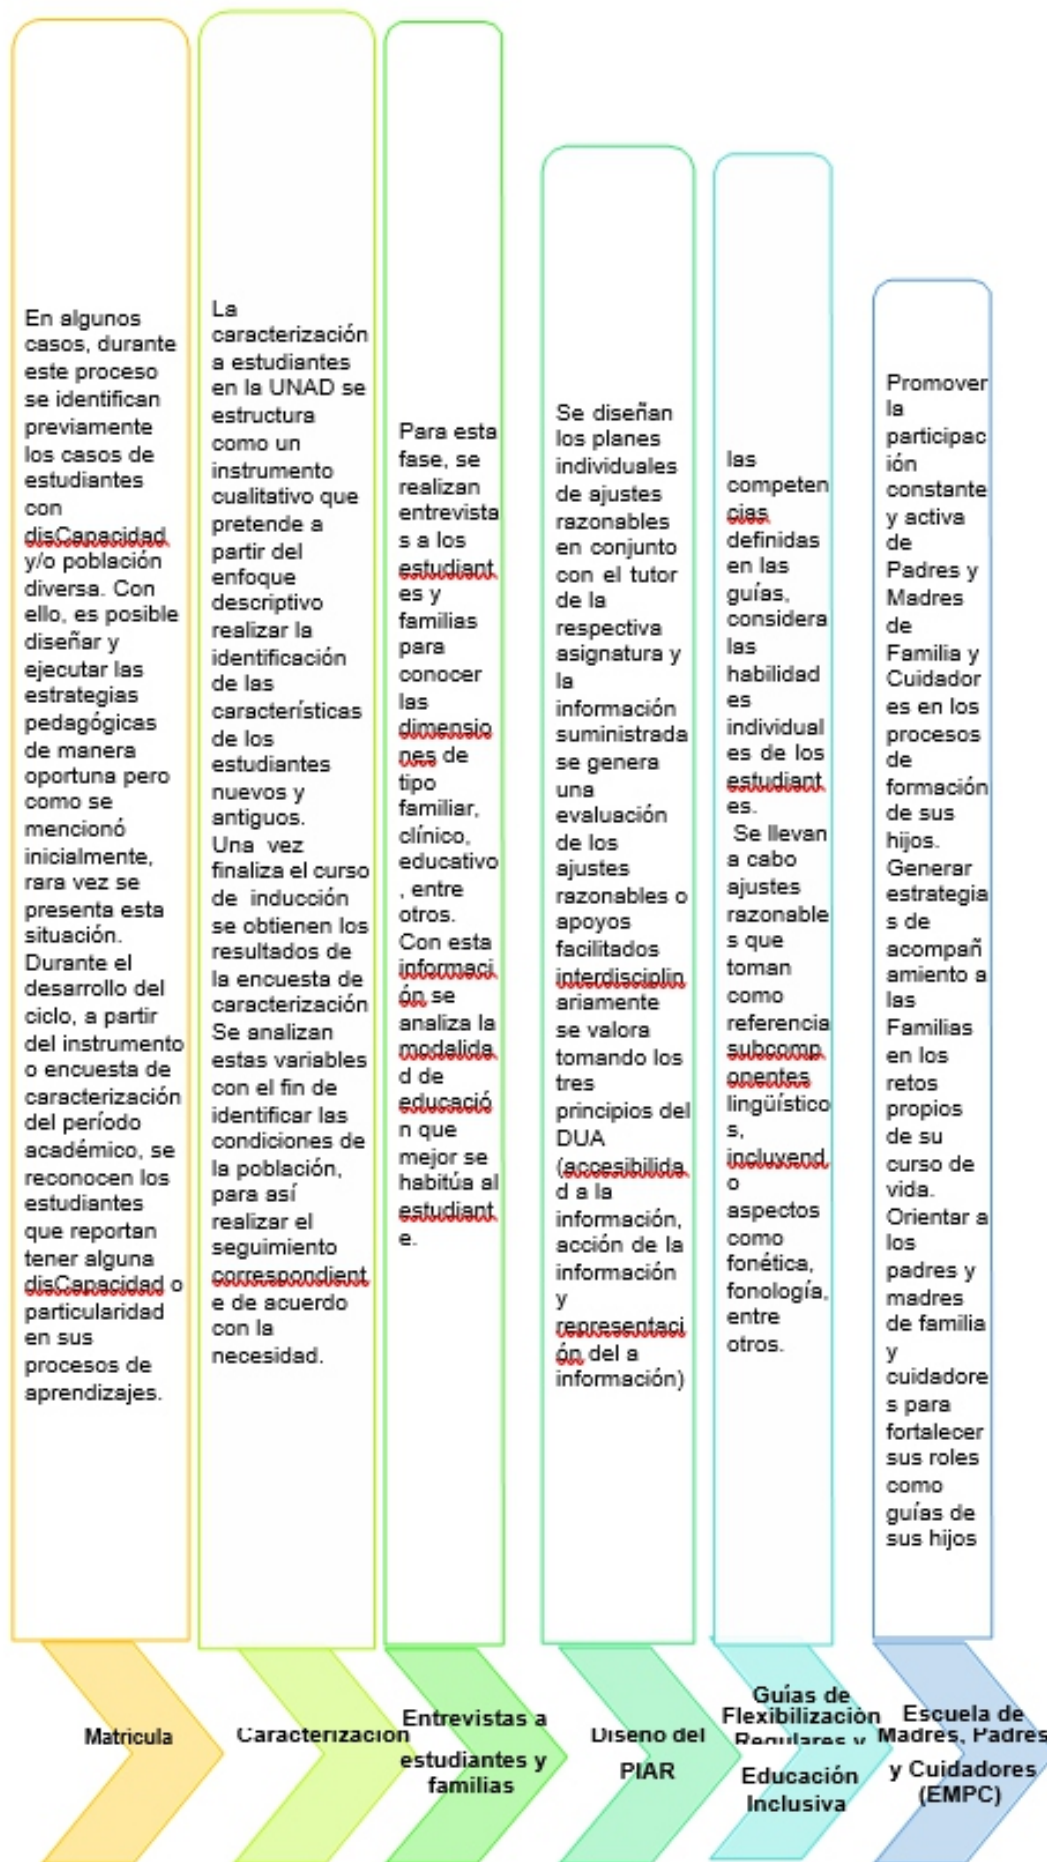 En algunos
casos, durante
este proceso
se identifican
previamente
los casos de
estudiantes
con
disCapacidad
y/o población
diversa. Con
ello, es posible
diseñar y
ejecutar las
estrategias
pedagógicas
de manera
oportuna pero
como se
mencionó
inicialmente,
rara vez se
presenta esta
situación.
Durante el
desarrollo del
ciclo, a partir
del instrumento
o encuesta de
caracterización
del período
académico, se
reconocen los
estudiantes
que reportan
tener alguna
disCapacidad o
particularidad
en sus
procesos de
aprendizajes.
Matricula
La
caracterización
a estudiantes
en la UNAD se
estructura
como un
instrumento
cualitativo que
pretende a
partir del
enfoque
descriptivo
realizar la
identificación
de las
características
de los
estudiantes
nuevos y
antiguos.
Una vez
finaliza el curso
de inducción
se obtienen los
resultados de
la encuesta de
caracterización
Se analizan
estas variables
con el fin de
identificar las
condiciones de
la población,
para así
realizar el
seguimiento
correspondient
e de acuerdo
con la
necesidad.
Caracterización
Para esta
fase, se
realizan
entrevista
s a los
estudiant
es y
familias
para
conocer
las
dimensio
nes de
tipo
familiar,
clínico,
educativo
, entre
otros.
Con esta
informaci
ón se
analiza la
modalida
d de
educació
n que
mejor se
habitúa al
estudiant
e.
Entrevistas a
estudiantes y
familias
Se diseñan
los planes
individuales
de ajustes
razonables
en conjunto
con el tutor
de la
respectiva
asignatura y
la
información
suministrada
se genera
una
evaluación
de los
ajustes
razonables o
apoyos
facilitados
interdisciplin
ariamente
se valora
tomando los
tres
principios del
DUA
(accesibilida
d a la
información,
acción de la
información
y
representaci
ón del a
información)
Diseño del
PIAR
las
competen
cias
definidas
en las
guías,
considera
las
habilidad
es
individual
es de los
estudiant
es.
Se llevan
a cabo
ajustes
razonable
s que
toman
como
referencia
subcomp
onentes
lingüístico
s,
incluyend
o
aspectos
como
fonética,
fonología,
entre
otros.
Guías de
Flexibilización
Regulares y
Educación
Inclusiva
Promover
la
participac
ión
constante
y activa
de
Padres y
Madres
de
Familia y
Cuidador
es en los
procesos
de
formación
de sus
hijos.
Generar
estrategia
s de
acompañ
amiento a
las
Familias
en los
retos
propios
de su
curso de
vida.
Orientar a
los
padres y
madres
de familia
y
cuidadore
s para
fortalecer
sus roles
como
guías de
sus hijos
Escuela de
Madres, Padres
y Cuidadores
(EMPC)